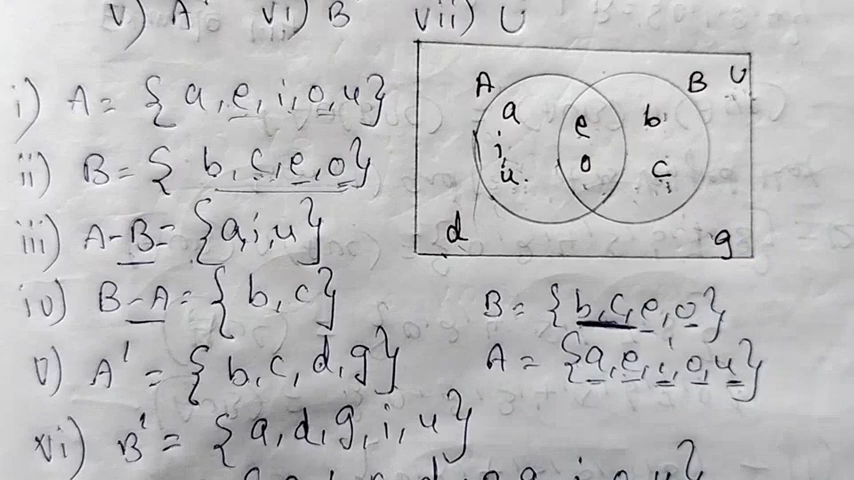 v) A' vi) B' vii) U
i) A = {a, e, i, o, u}
ii) B = {b, c, e, o}
iii) A-B = {a, i, u}
iv) B-A = {b, c}
v) A' = {b, c, d, g}
vi) B' = {a, d, g, i, u}
A B U
a e b
i o c
u
d g
B = {b, c, e, o}
A = {a, e, i, o, u}